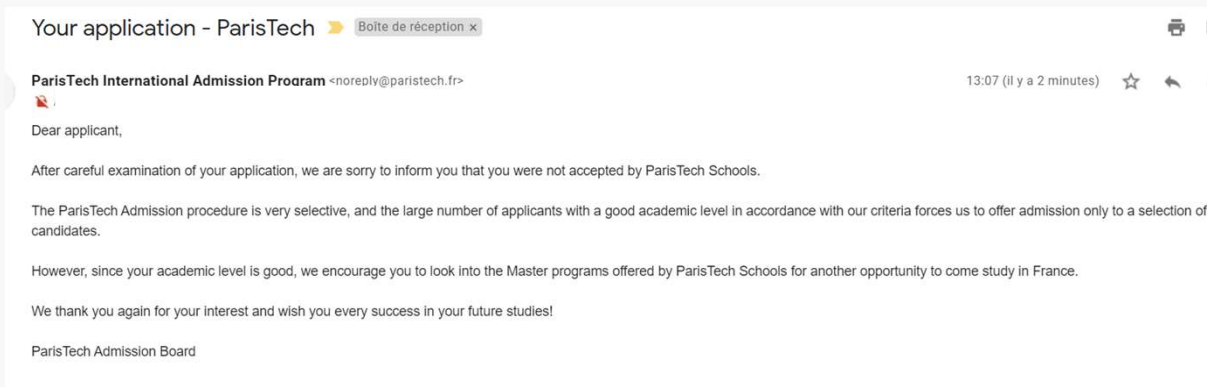 Your application - ParisTech Boîte de réception ×
ParisTech International Admission Program <noreply@paristech.fr> 13:07 (il y a 2 minutes)
Dear applicant,
After careful examination of your application, we are sorry to inform you that you were not accepted by ParisTech Schools.
The ParisTech Admission procedure is very selective, and the large number of applicants with a good academic level in accordance with our criteria forces us to offer admission only to a selection of
candidates.
However, since your academic level is good, we encourage you to look into the Master programs offered by ParisTech Schools for another opportunity to come study in France.
We thank you again for your interest and wish you every success in your future studies!
ParisTech Admission Board